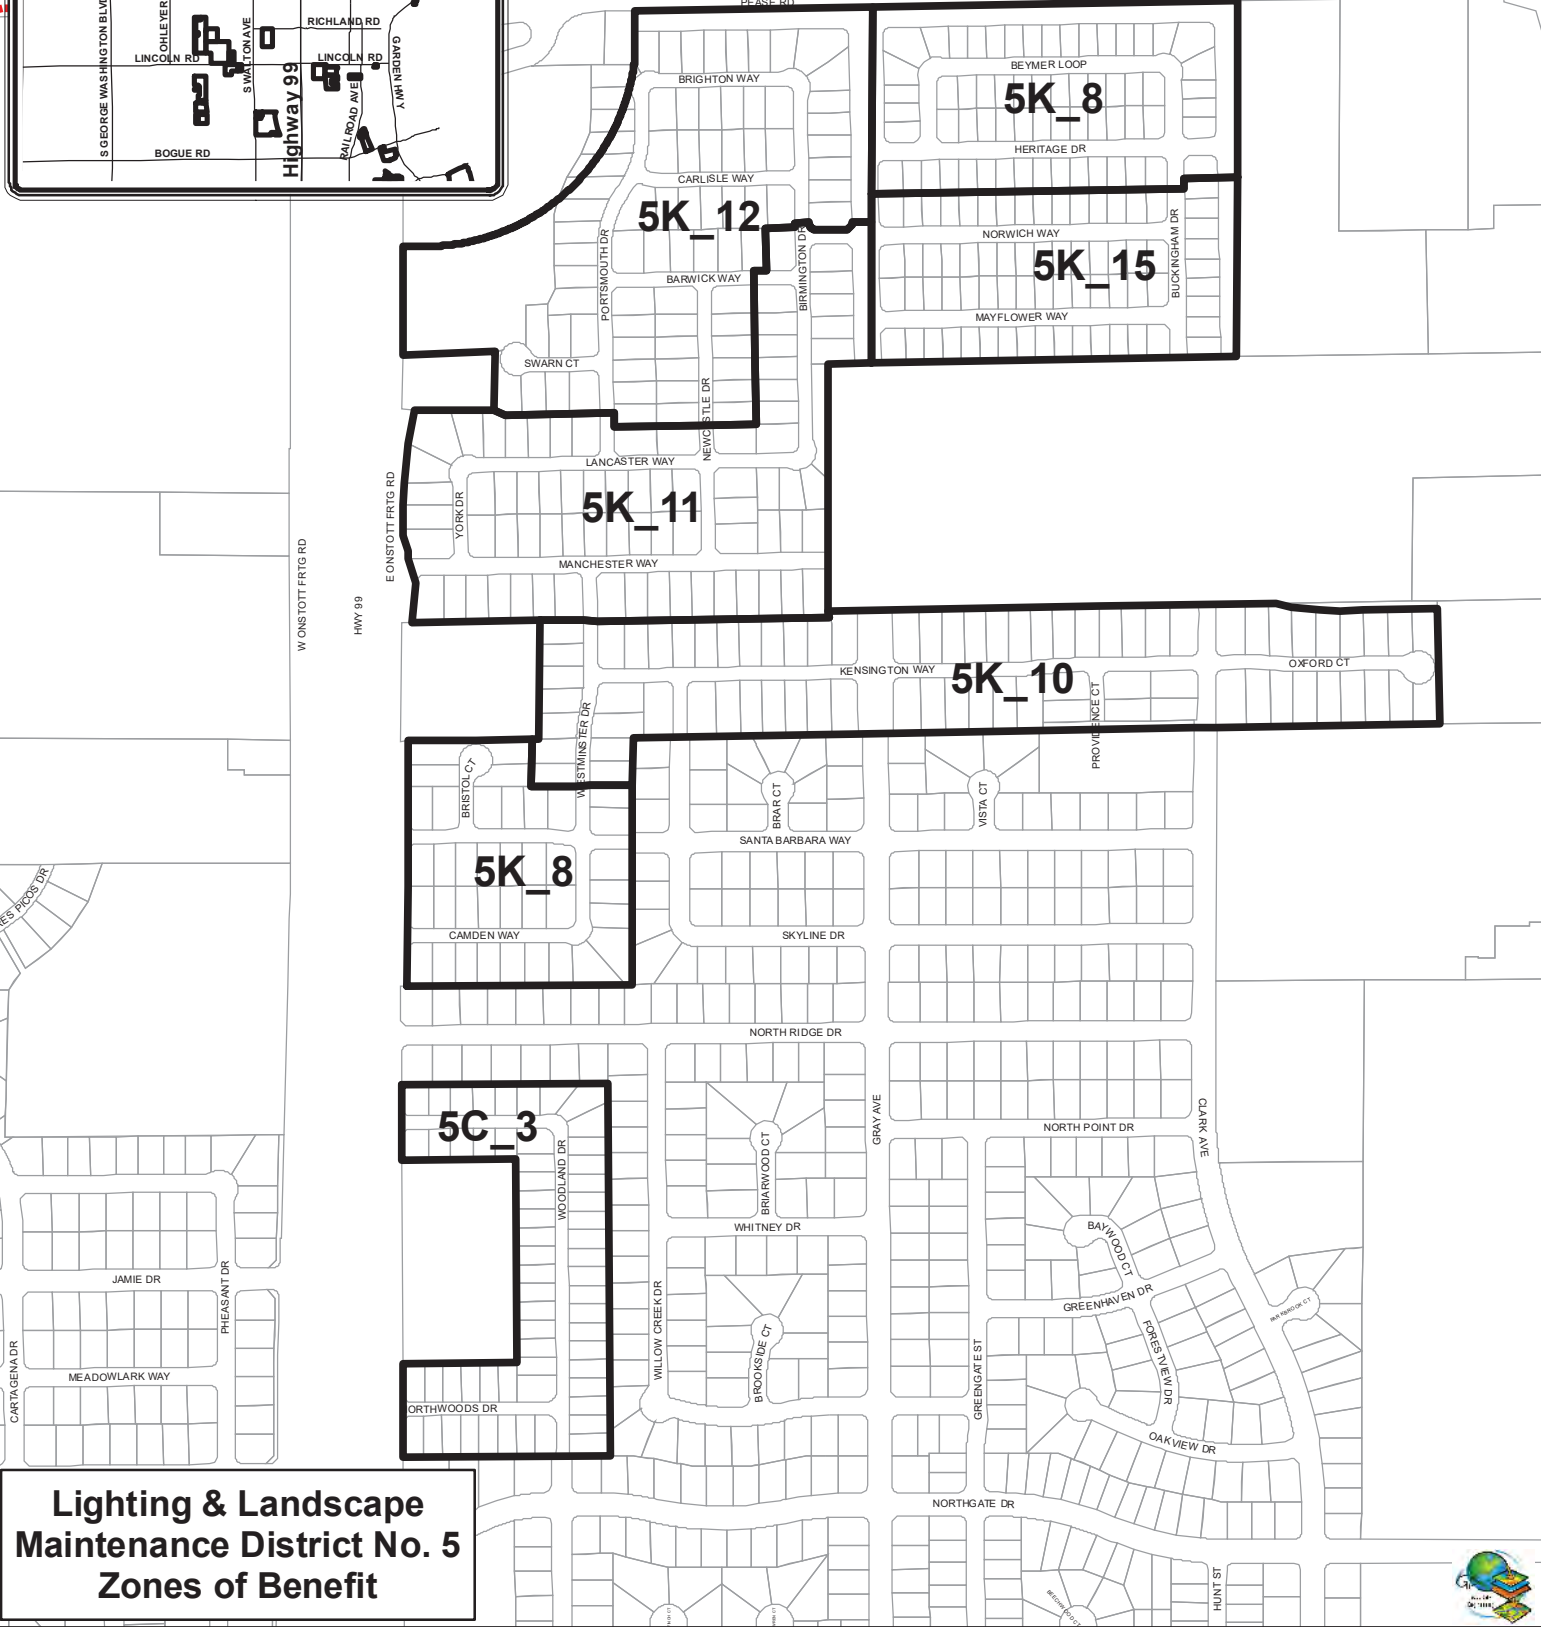 PEASE RD
S GEORGE WASHINGTON BLVD
OHLEYER
S WALTON AVE
RICHLAND RD
LINCOLN RD
LINCOLN RD
GARDEN HWY
Highway 99
RAILROAD AVE
BOGUE RD
BRIGHTON WAY
BEYMER LOOP
5K_8
HERITAGE DR
CARLISLE WAY
5K_12
PORTSMOUTH DR
BIRMINGTON DR
NORWICH WAY
BUCKINGHAM DR
5K_15
BARWICK WAY
MAYFLOWER WAY
SWARN CT
NEWCASTLE DR
LANCASTER WAY
E ONSTOTT FRTG RD
YORK DR
5K_11
MANCHESTER WAY
W ONSTOTT FRTG RD
HWY 99
KENSINGTON WAY
5K_10
OXFORD CT
WESTMINSTER DR
PROVIDENCE CT
BRISTOL CT
BRAR CT
VISTA CT
SANTA BARBARA WAY
5K_8
RES PICOS DR
CAMDEN WAY
SKYLINE DR
NORTH RIDGE DR
5C_3
WOODLAND DR
GRAY AVE
NORTH POINT DR
CLARK AVE
BRIARWOOD CT
WHITNEY DR
BAYWOOD CT
JAMIE DR
PHEASANT DR
WILLOW CREEK DR
GREENHAVEN DR
PARKBROOK CT
BROOKSIDE CT
FORESTVIEW DR
CARTAGENA DR
MEADOWLARK WAY
GREENGATE ST
ORTHWOODS DR
OAKVIEW DR
NORTHGATE DR
Lighting & Landscape
Maintenance District No. 5
Zones of Benefit
BEECHWOOD CT
HUNT ST